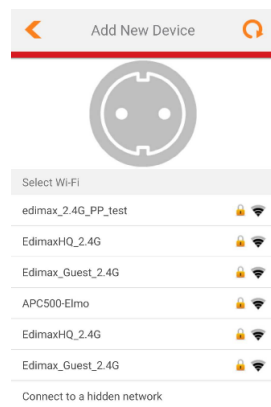 Add New Device
Select Wi-Fi
edimax_2.4G_PP_test
EdimaxHQ_2.4G
Edimax_Guest_2.4G
APC500-Elmo
EdimaxHQ_2.4G
Edimax_Guest_2.4G
Connect to a hidden network